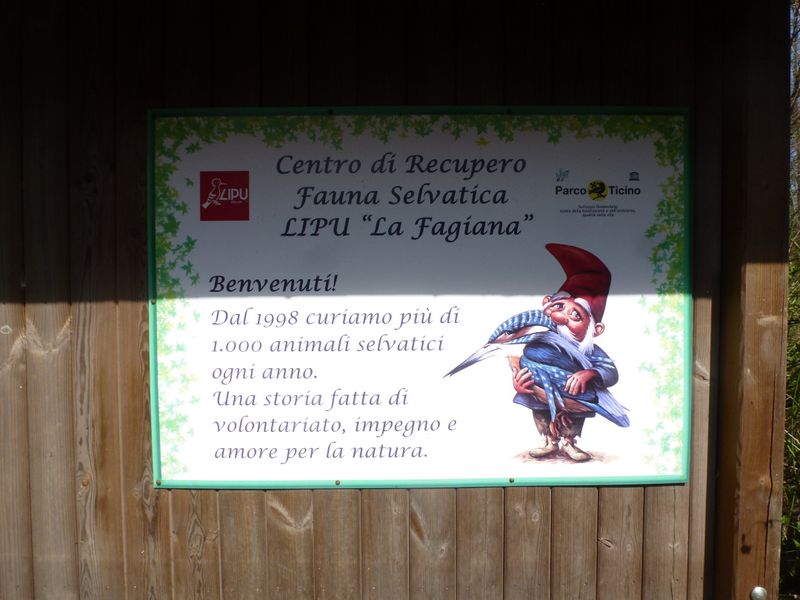 Centro di Recupero
Fauna Selvatica
LIPU “La Fagiana”
LIPU
Parco Ticino
Benvenuti!
Dal 1998 curiamo più di
1.000 animali selvatici
ogni anno.
Una storia fatta di
volontariato, impegno e
amore per la natura.